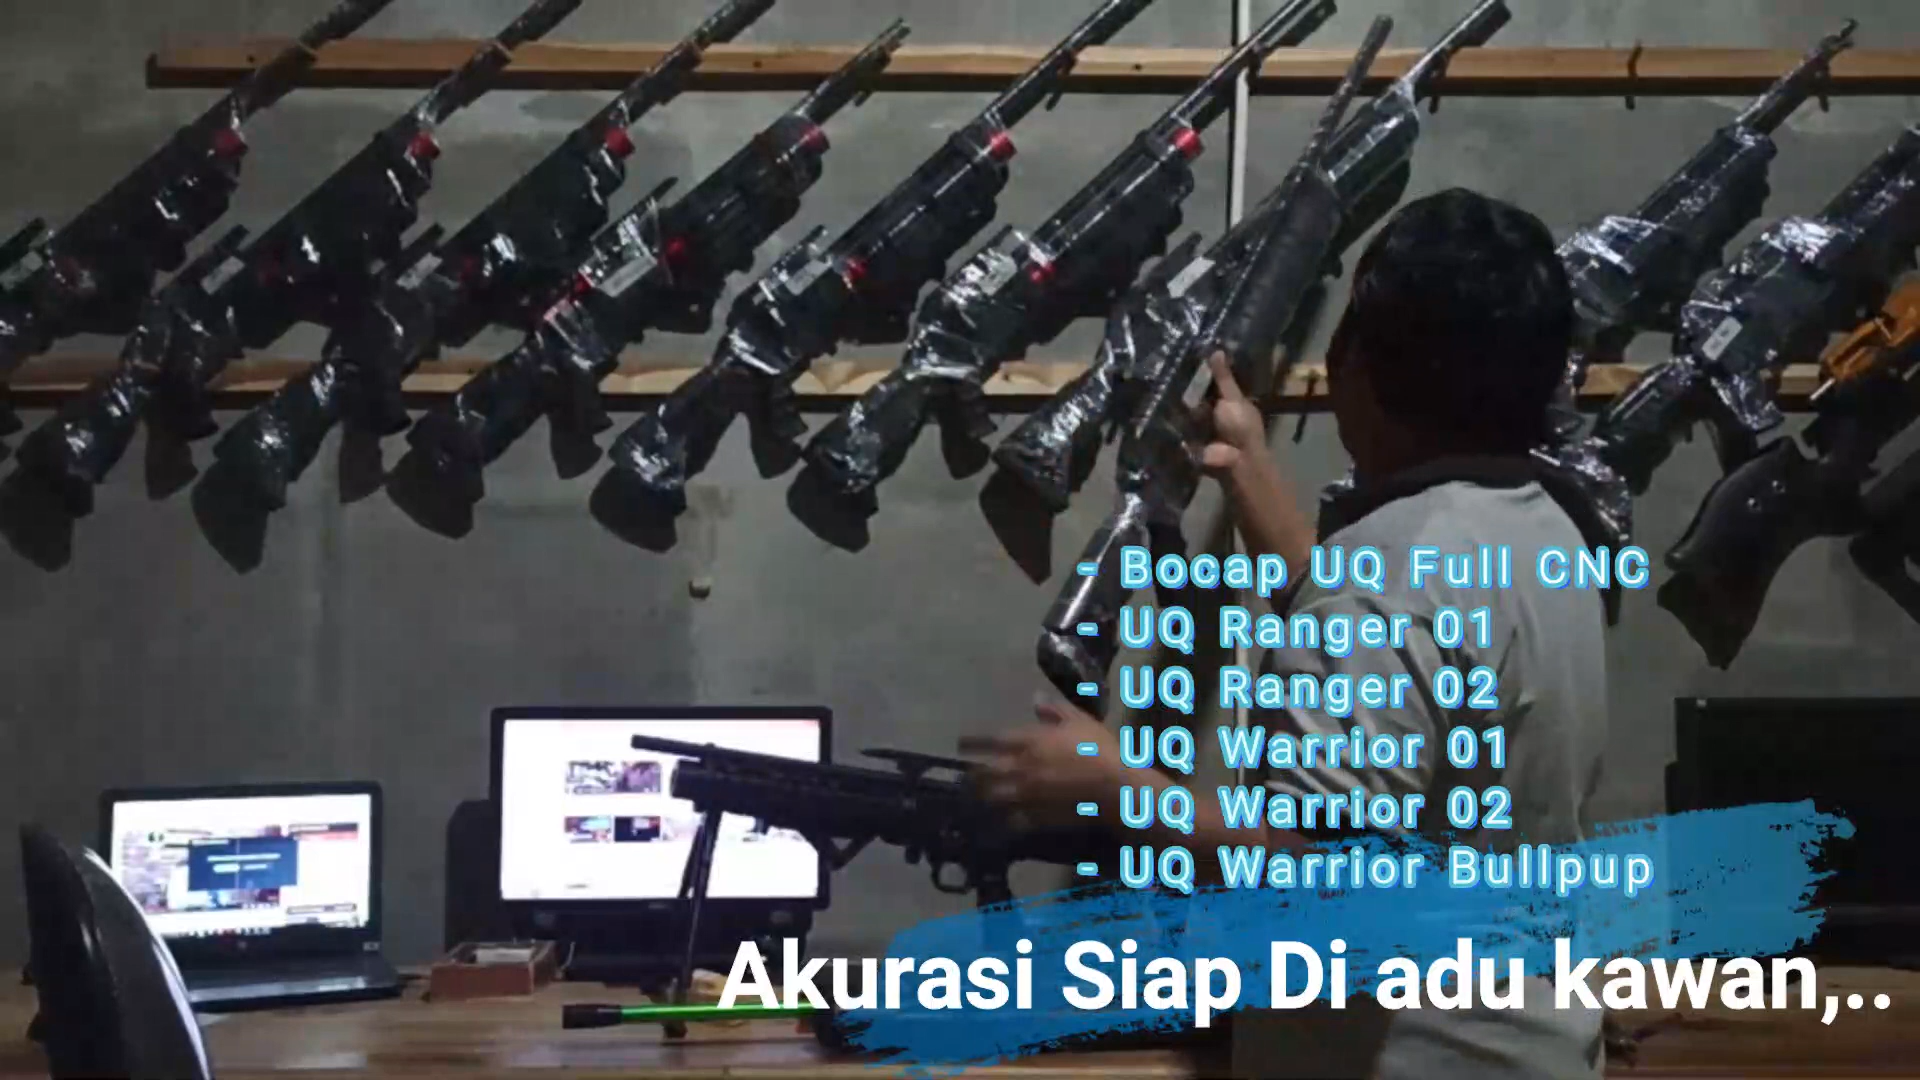 - Bocap UQ Full CNC
- UQ Ranger 01
- UQ Ranger 02
- UQ Warrior 01
- UQ Warrior 02
- UQ Warrior Bullpup
Akurasi Siap Di adu kawan,..